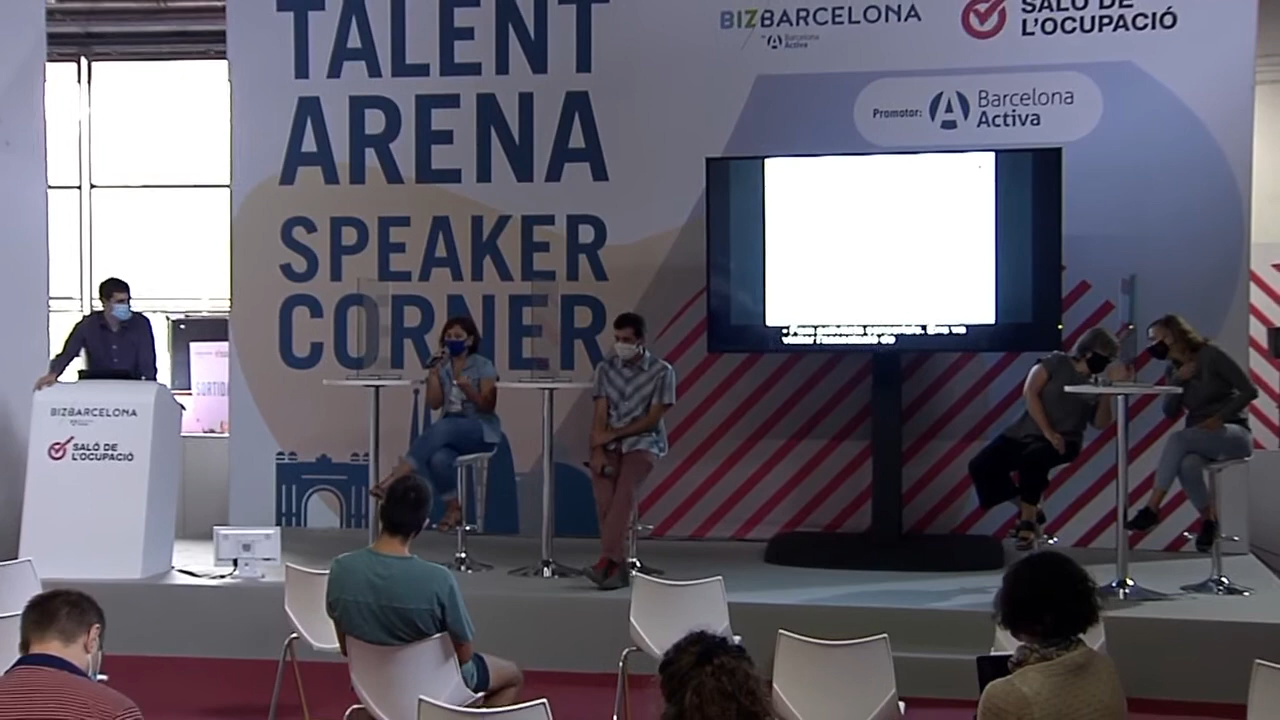 TALENT
ARENA
SPEAKER
CORNER
BIZBARCELONA
Barcelona
Activa
SALÓ DE
L'OCUPACIÓ
Promotor:
Barcelona
Activa
BIZBARCELONA
SALÓ DE
L'OCUPACIÓ